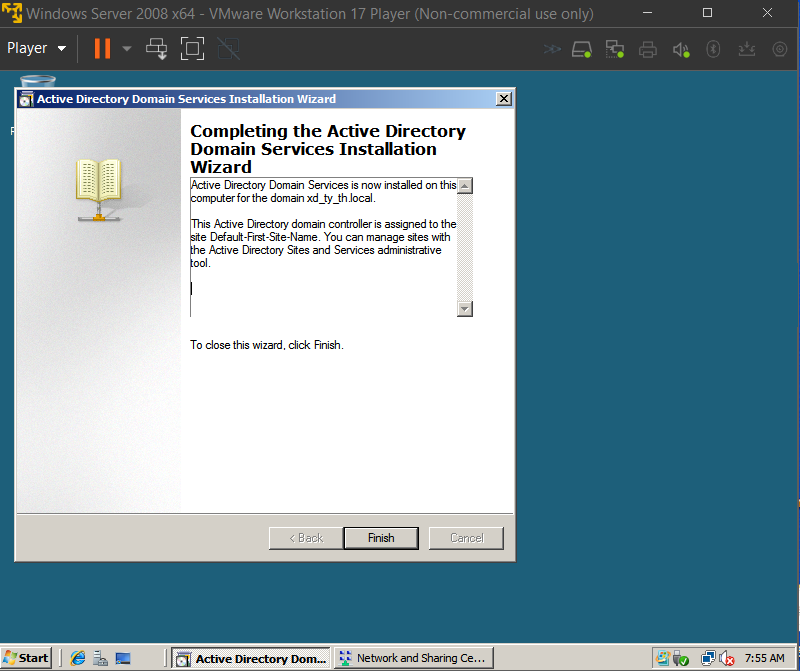 Windows Server 2008 x64 - VMware Workstation 17 Player (Non-commercial use only)
Player
Active Directory Domain Services Installation Wizard
Completing the Active Directory
Domain Services Installation
Wizard
Active Directory Domain Services is now installed on this
computer for the domain xd_ty_th.local.
This Active Directory domain controller is assigned to the
site Default-First-Site-Name. You can manage sites with
the Active Directory Sites and Services administrative
tool.
To close this wizard, click Finish.
< Back
Finish
Cancel
Start
Active Directory Dom...
Network and Sharing Ce...
7:55 AM